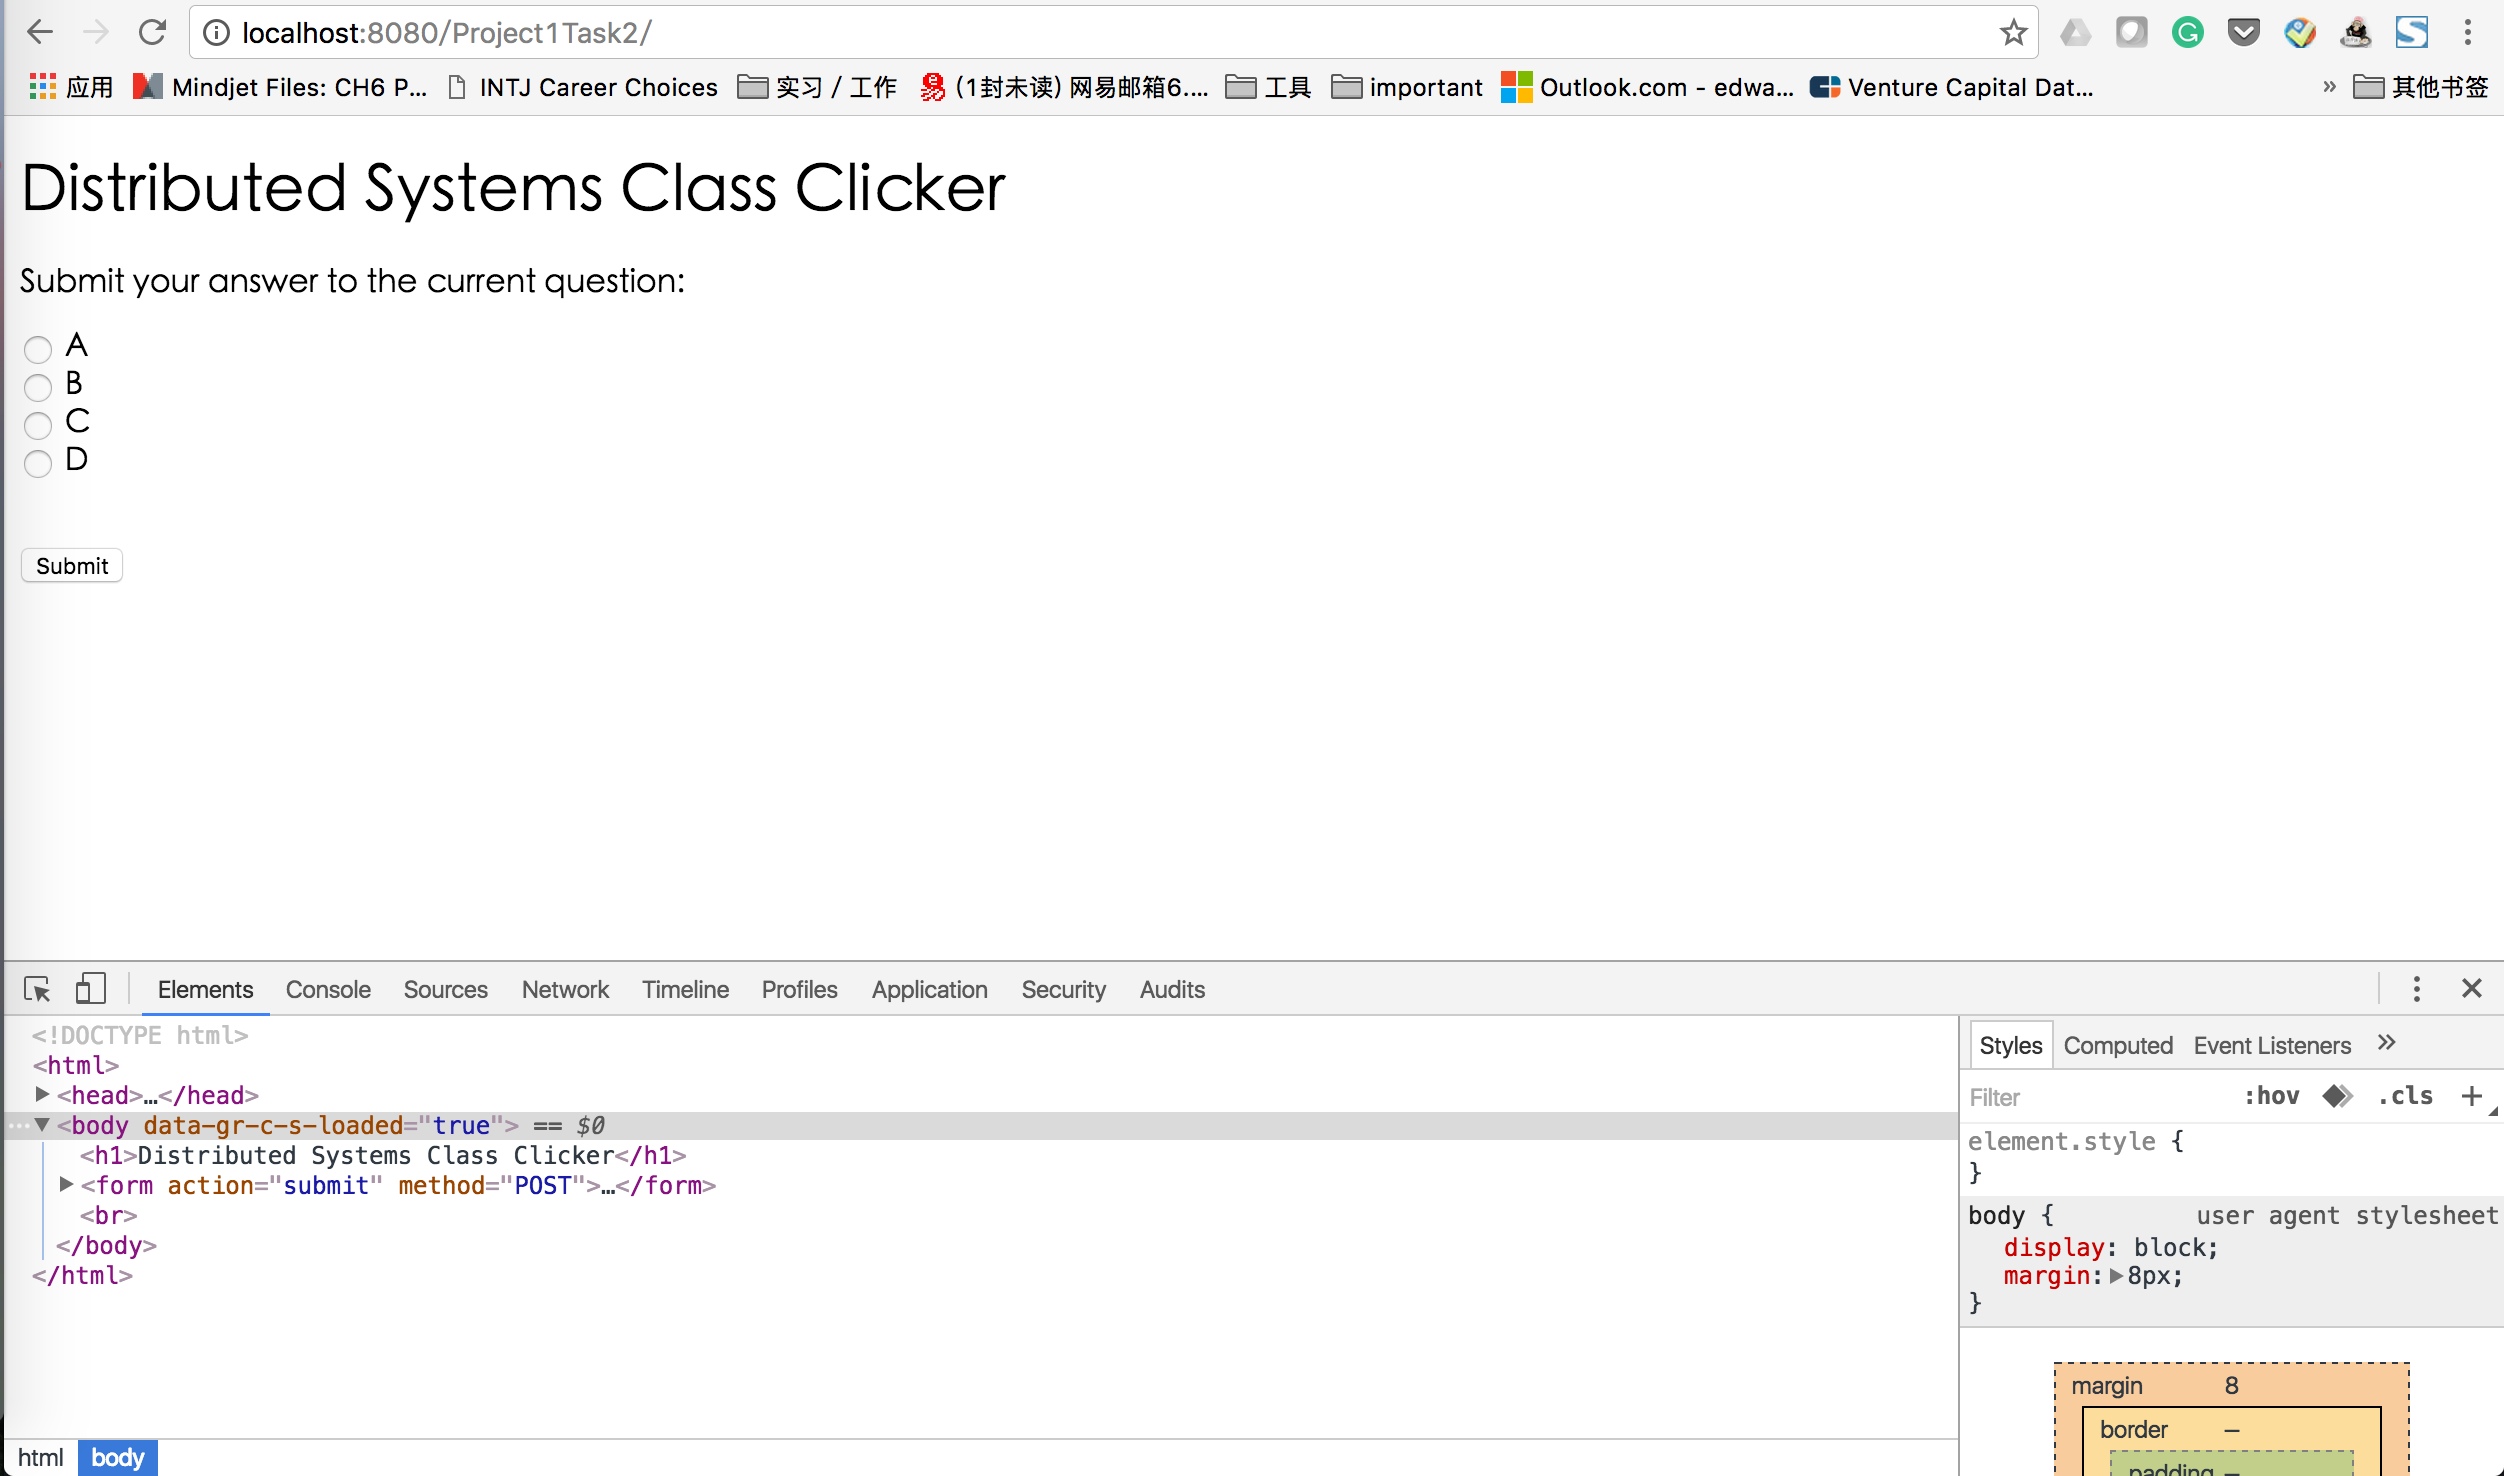 localhost:8080/Project1Task2/
应用 Mindjet Files: CH6 P... INTJ Career Choices 实习 / 工作 (1封未读) 网易邮箱6.... 工具 important Outlook.com - edwa... Venture Capital Dat... » 其他书签
Distributed Systems Class Clicker
Submit your answer to the current question:
A
B
C
D
Submit
Elements Console Sources Network Timeline Profiles Application Security Audits
<!DOCTYPE html>
<html>
<head>…</head>
<body data-gr-c-s-loaded="true"> == $0
<h1>Distributed Systems Class Clicker</h1>
<form action="submit" method="POST">…</form>
<br>
</body>
</html>
html body
Styles Computed Event Listeners »
Filter :hov .cls +
element.style {
}
body { user agent stylesheet
display: block;
margin: 8px;
}
margin 8
border –
padding –